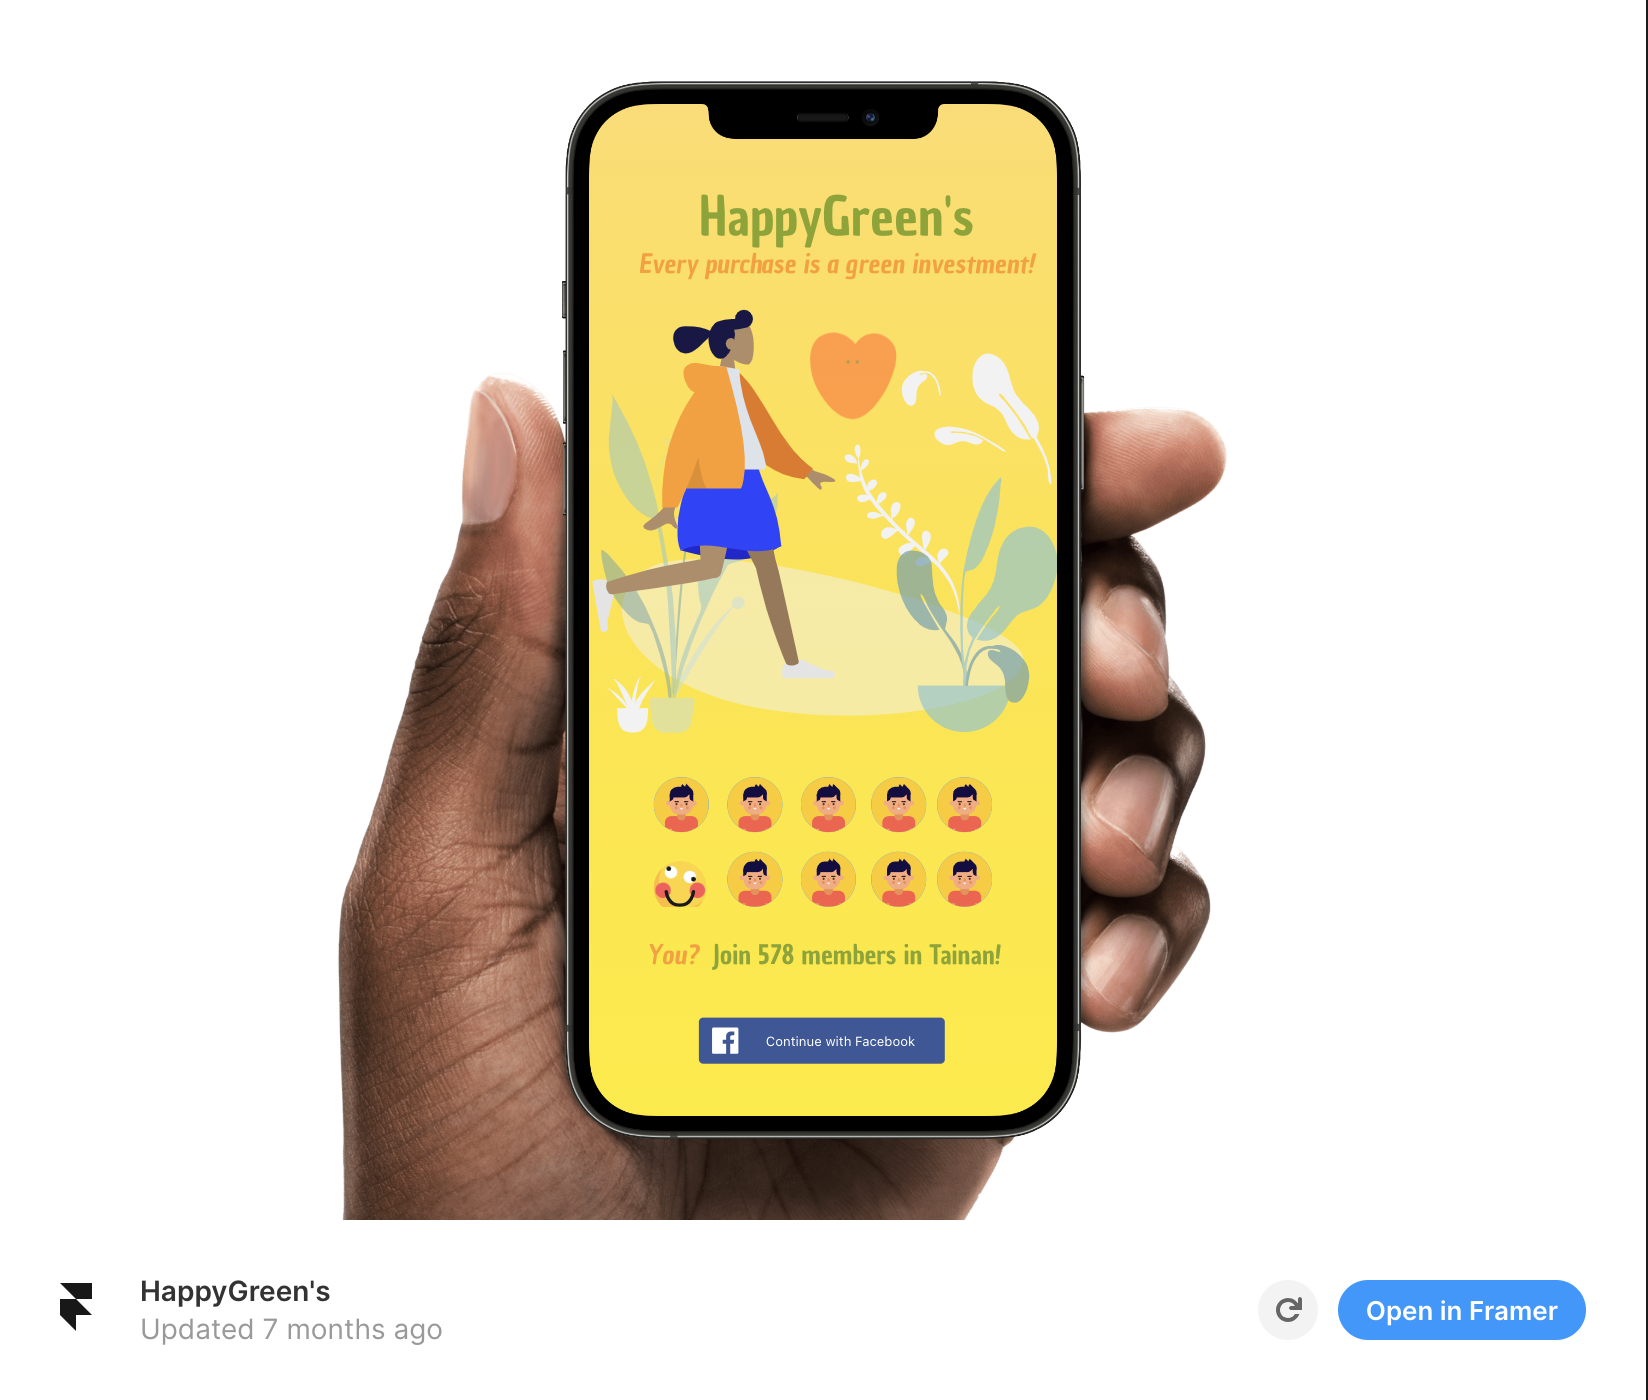 HappyGreen's
Every purchase is a green investment!
You? Join 578 members in Tainan!
Continue with Facebook
HappyGreen's
Updated 7 months ago
Open in Framer